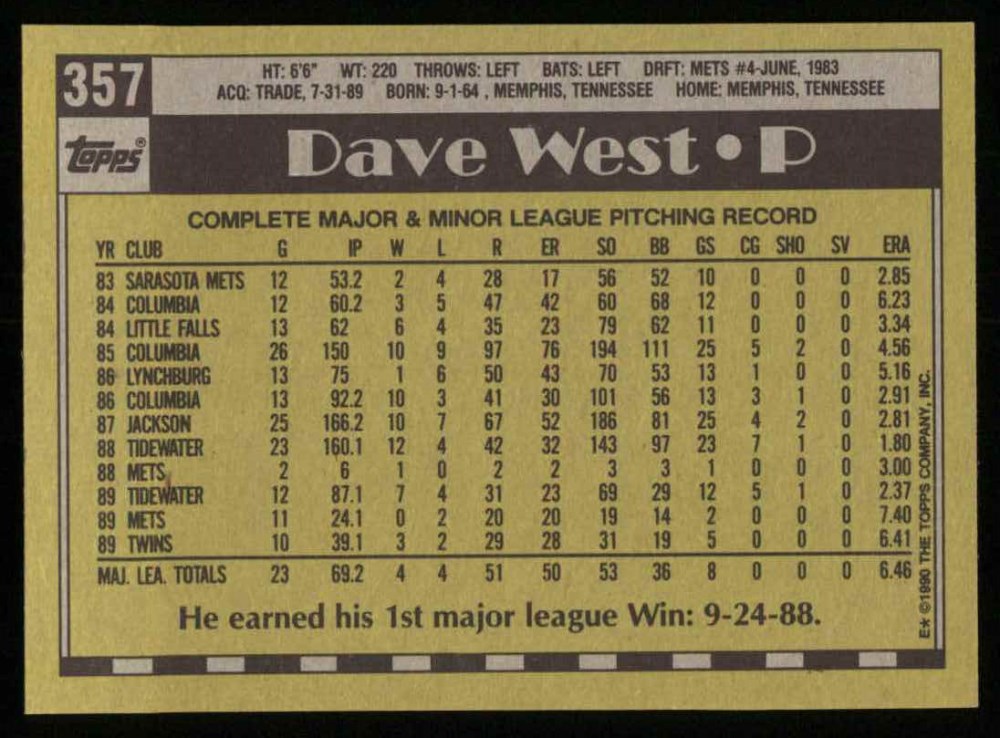 357
HT: 6'6" WT: 220 THROWS: LEFT BATS: LEFT DRFT: METS #4-JUNE, 1983
ACQ: TRADE, 7-31-89 BORN: 9-1-64 , MEMPHIS, TENNESSEE HOME: MEMPHIS, TENNESSEE
Topps®
Dave West • P
COMPLETE MAJOR & MINOR LEAGUE PITCHING RECORD
YR CLUB G IP W L R ER SO BB GS CG SHO SV ERA
83 SARASOTA METS 12 53.2 2 4 28 17 56 52 10 0 0 0 2.85
84 COLUMBIA 12 60.2 3 5 47 42 60 68 12 0 0 0 6.23
84 LITTLE FALLS 13 62 6 4 35 23 79 62 11 0 0 0 3.34
85 COLUMBIA 26 150 10 9 97 76 194 111 25 5 2 0 4.56
86 LYNCHBURG 13 75 1 6 50 43 70 53 13 1 0 0 5.16
86 COLUMBIA 13 92.2 10 3 41 30 101 56 13 3 1 0 2.91
87 JACKSON 25 166.2 10 7 67 52 186 81 25 4 2 0 2.81
88 TIDEWATER 23 160.1 12 4 42 32 143 97 23 7 1 0 1.80
88 METS 2 6 1 0 2 2 3 3 1 0 0 0 3.00
89 TIDEWATER 12 87.1 7 4 31 23 69 29 12 5 1 0 2.37
89 METS 11 24.1 0 2 20 20 19 14 2 0 0 0 7.40
89 TWINS 10 39.1 3 2 29 28 31 19 5 0 0 0 6.41
MAJ. LEA. TOTALS 23 69.2 4 4 51 50 53 36 8 0 0 0 6.46
He earned his 1st major league Win: 9-24-88.
E* ©1990 THE TOPPS COMPANY, INC.